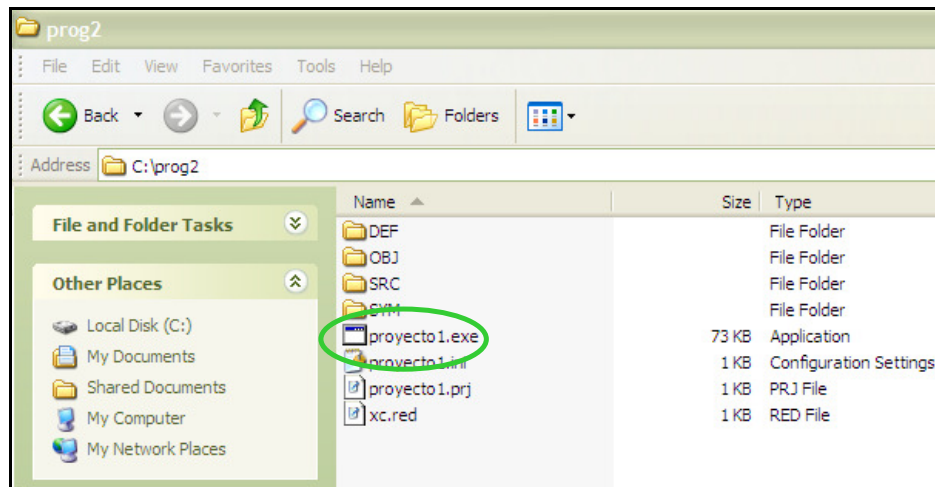 prog2
File Edit View Favorites Tools Help
Back Search Folders
Address C:\prog2
Name Size Type
File and Folder Tasks
Other Places
Local Disk (C:)
My Documents
Shared Documents
My Computer
My Network Places
DEF File Folder
OBJ File Folder
SRC File Folder
SYM File Folder
proyecto1.exe 73 KB Application
proyecto1.ini 1 KB Configuration Settings
proyecto1.prj 1 KB PRJ File
xc.red 1 KB RED File